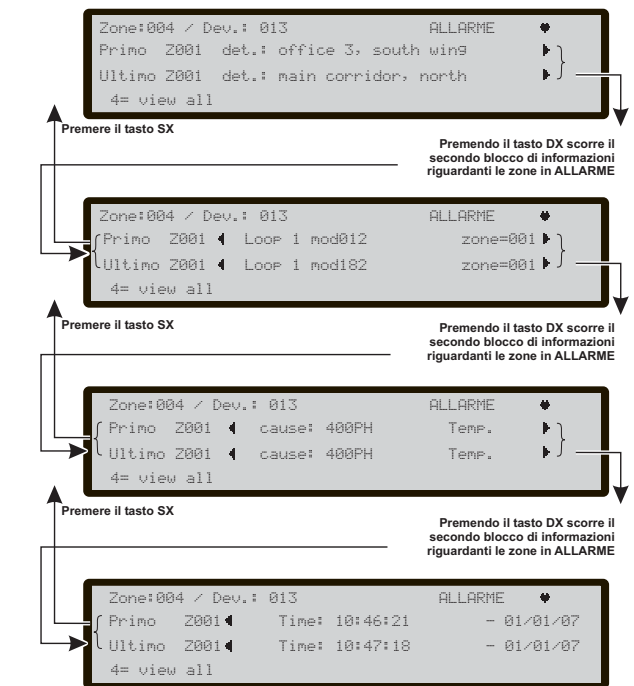 Zone:004 / Dev.: 013 ALLARME ♥
Primo Z001 det.: office 3, south wing
Ultimo Z001 det.: main corridor, north
4= view all
Premere il tasto SX
Premendo il tasto DX scorre il
secondo blocco di informazioni
riguardanti le zone in ALLARME
Zone:004 / Dev.: 013 ALLARME ♥
Primo Z001 Loop 1 mod012 zone=001
Ultimo Z001 Loop 1 mod182 zone=001
4= view all
Premere il tasto SX
Premendo il tasto DX scorre il
secondo blocco di informazioni
riguardanti le zone in ALLARME
Zone:004 / Dev.: 013 ALLARME ♥
Primo Z001 cause: 400PH Temp.
Ultimo Z001 cause: 400PH Temp.
4= view all
Premere il tasto SX
Premendo il tasto DX scorre il
secondo blocco di informazioni
riguardanti le zone in ALLARME
Zone:004 / Dev.: 013 ALLARME ♥
Primo Z001 Time: 10:46:21 - 01/01/07
Ultimo Z001 Time: 10:47:18 - 01/01/07
4= view all